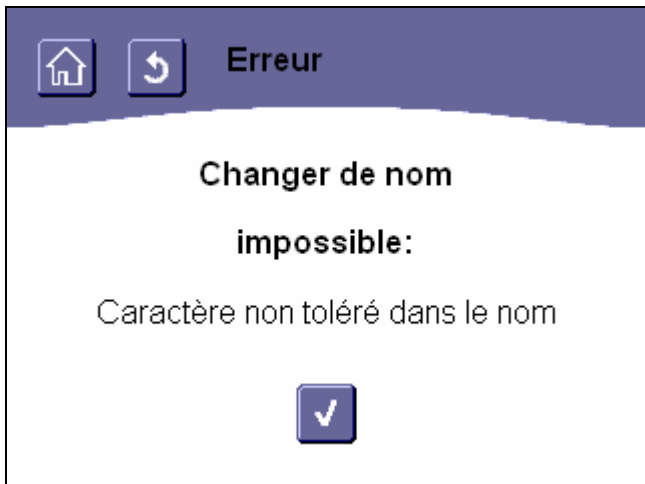 Erreur
Changer de nom
impossible:
Caractère non toléré dans le nom